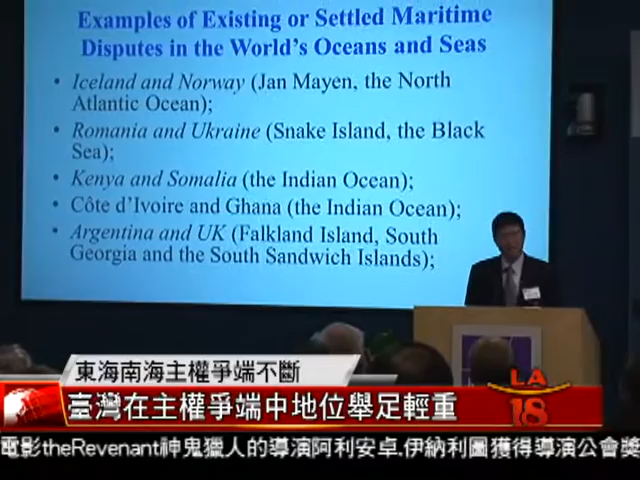 Examples of Existing or Settled Maritime
Disputes in the World's Oceans and Seas
• Iceland and Norway (Jan Mayen, the North
Atlantic Ocean);
• Romania and Ukraine (Snake Island, the Black
Sea);
• Kenya and Somalia (the Indian Ocean);
• Côte d'Ivoire and Ghana (the Indian Ocean);
• Argentina and UK (Falkland Island, South
Georgia and the South Sandwich Islands);
東海南海主權爭端不斷
臺灣在主權爭端中地位舉足輕重
LA
18
電影theRevenant神鬼獵人的導演阿利安卓.伊納利圖獲得導演公會獎